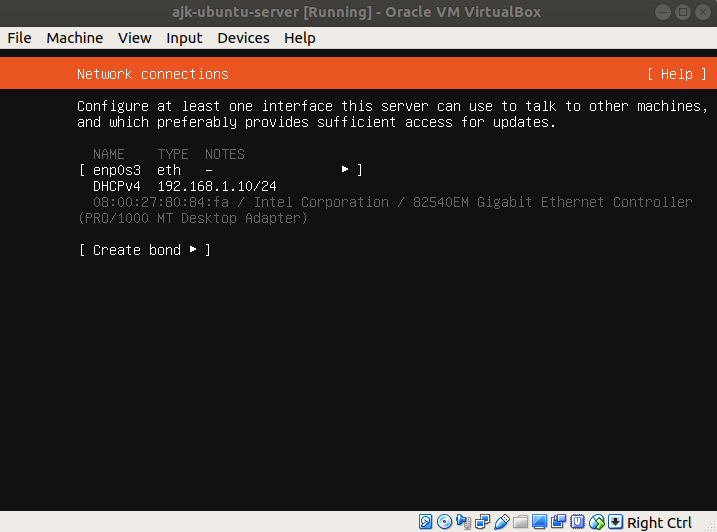 ajk-ubuntu-server [Running] - Oracle VM VirtualBox
File Machine View Input Devices Help
Network connections [ Help ]
Configure at least one interface this server can use to talk to other machines,
and which preferably provides sufficient access for updates.
NAME TYPE NOTES
[ enp0s3 eth - ▸ ]
DHCPv4 192.168.1.10/24
08:00:27:80:84:fa / Intel Corporation / 82540EM Gigabit Ethernet Controller
(PRO/1000 MT Desktop Adapter)
[ Create bond ▸ ]
Right Ctrl